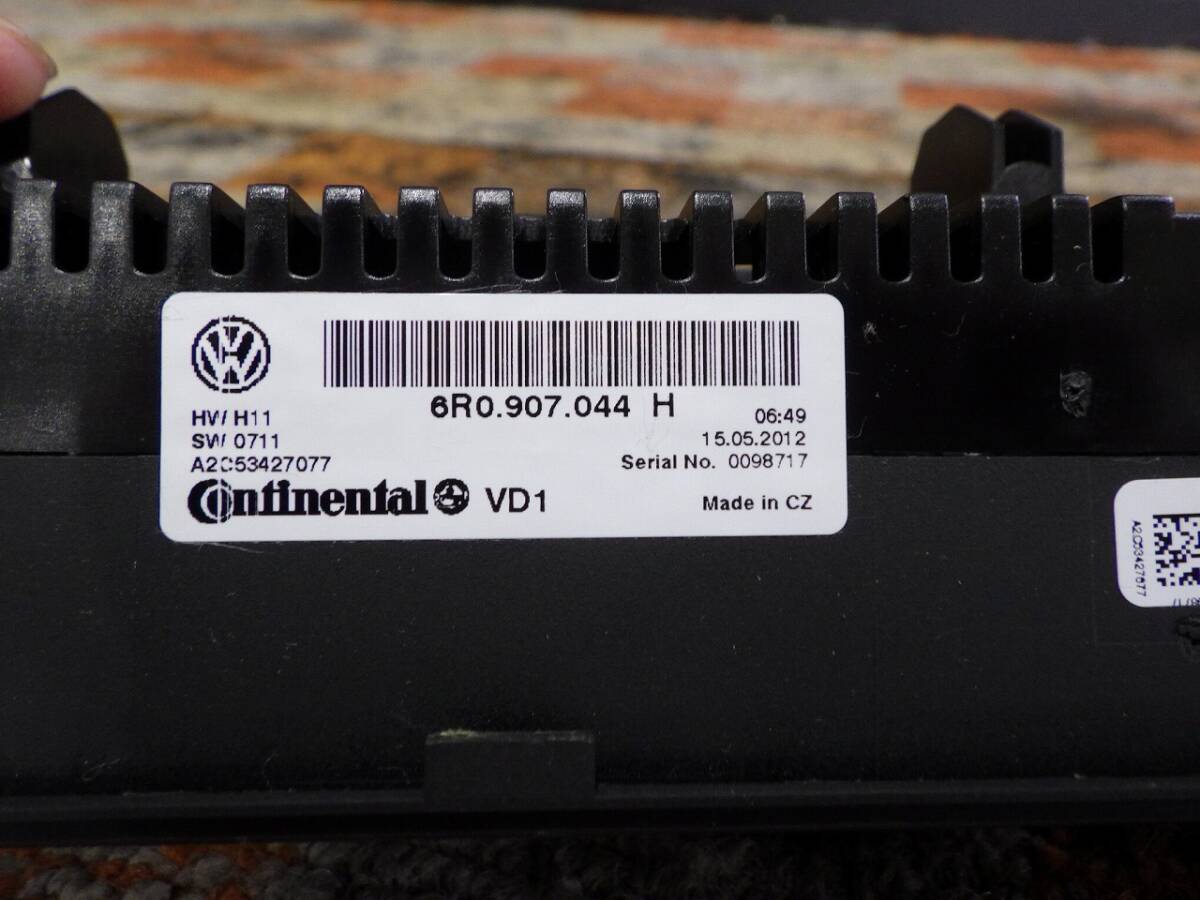 6R0.907.044 H
HW H11
06:49
SW 0711
15.05.2012
A2C53427077
Serial No. 0098717
Continental VD1
Made in CZ
A2C53427077